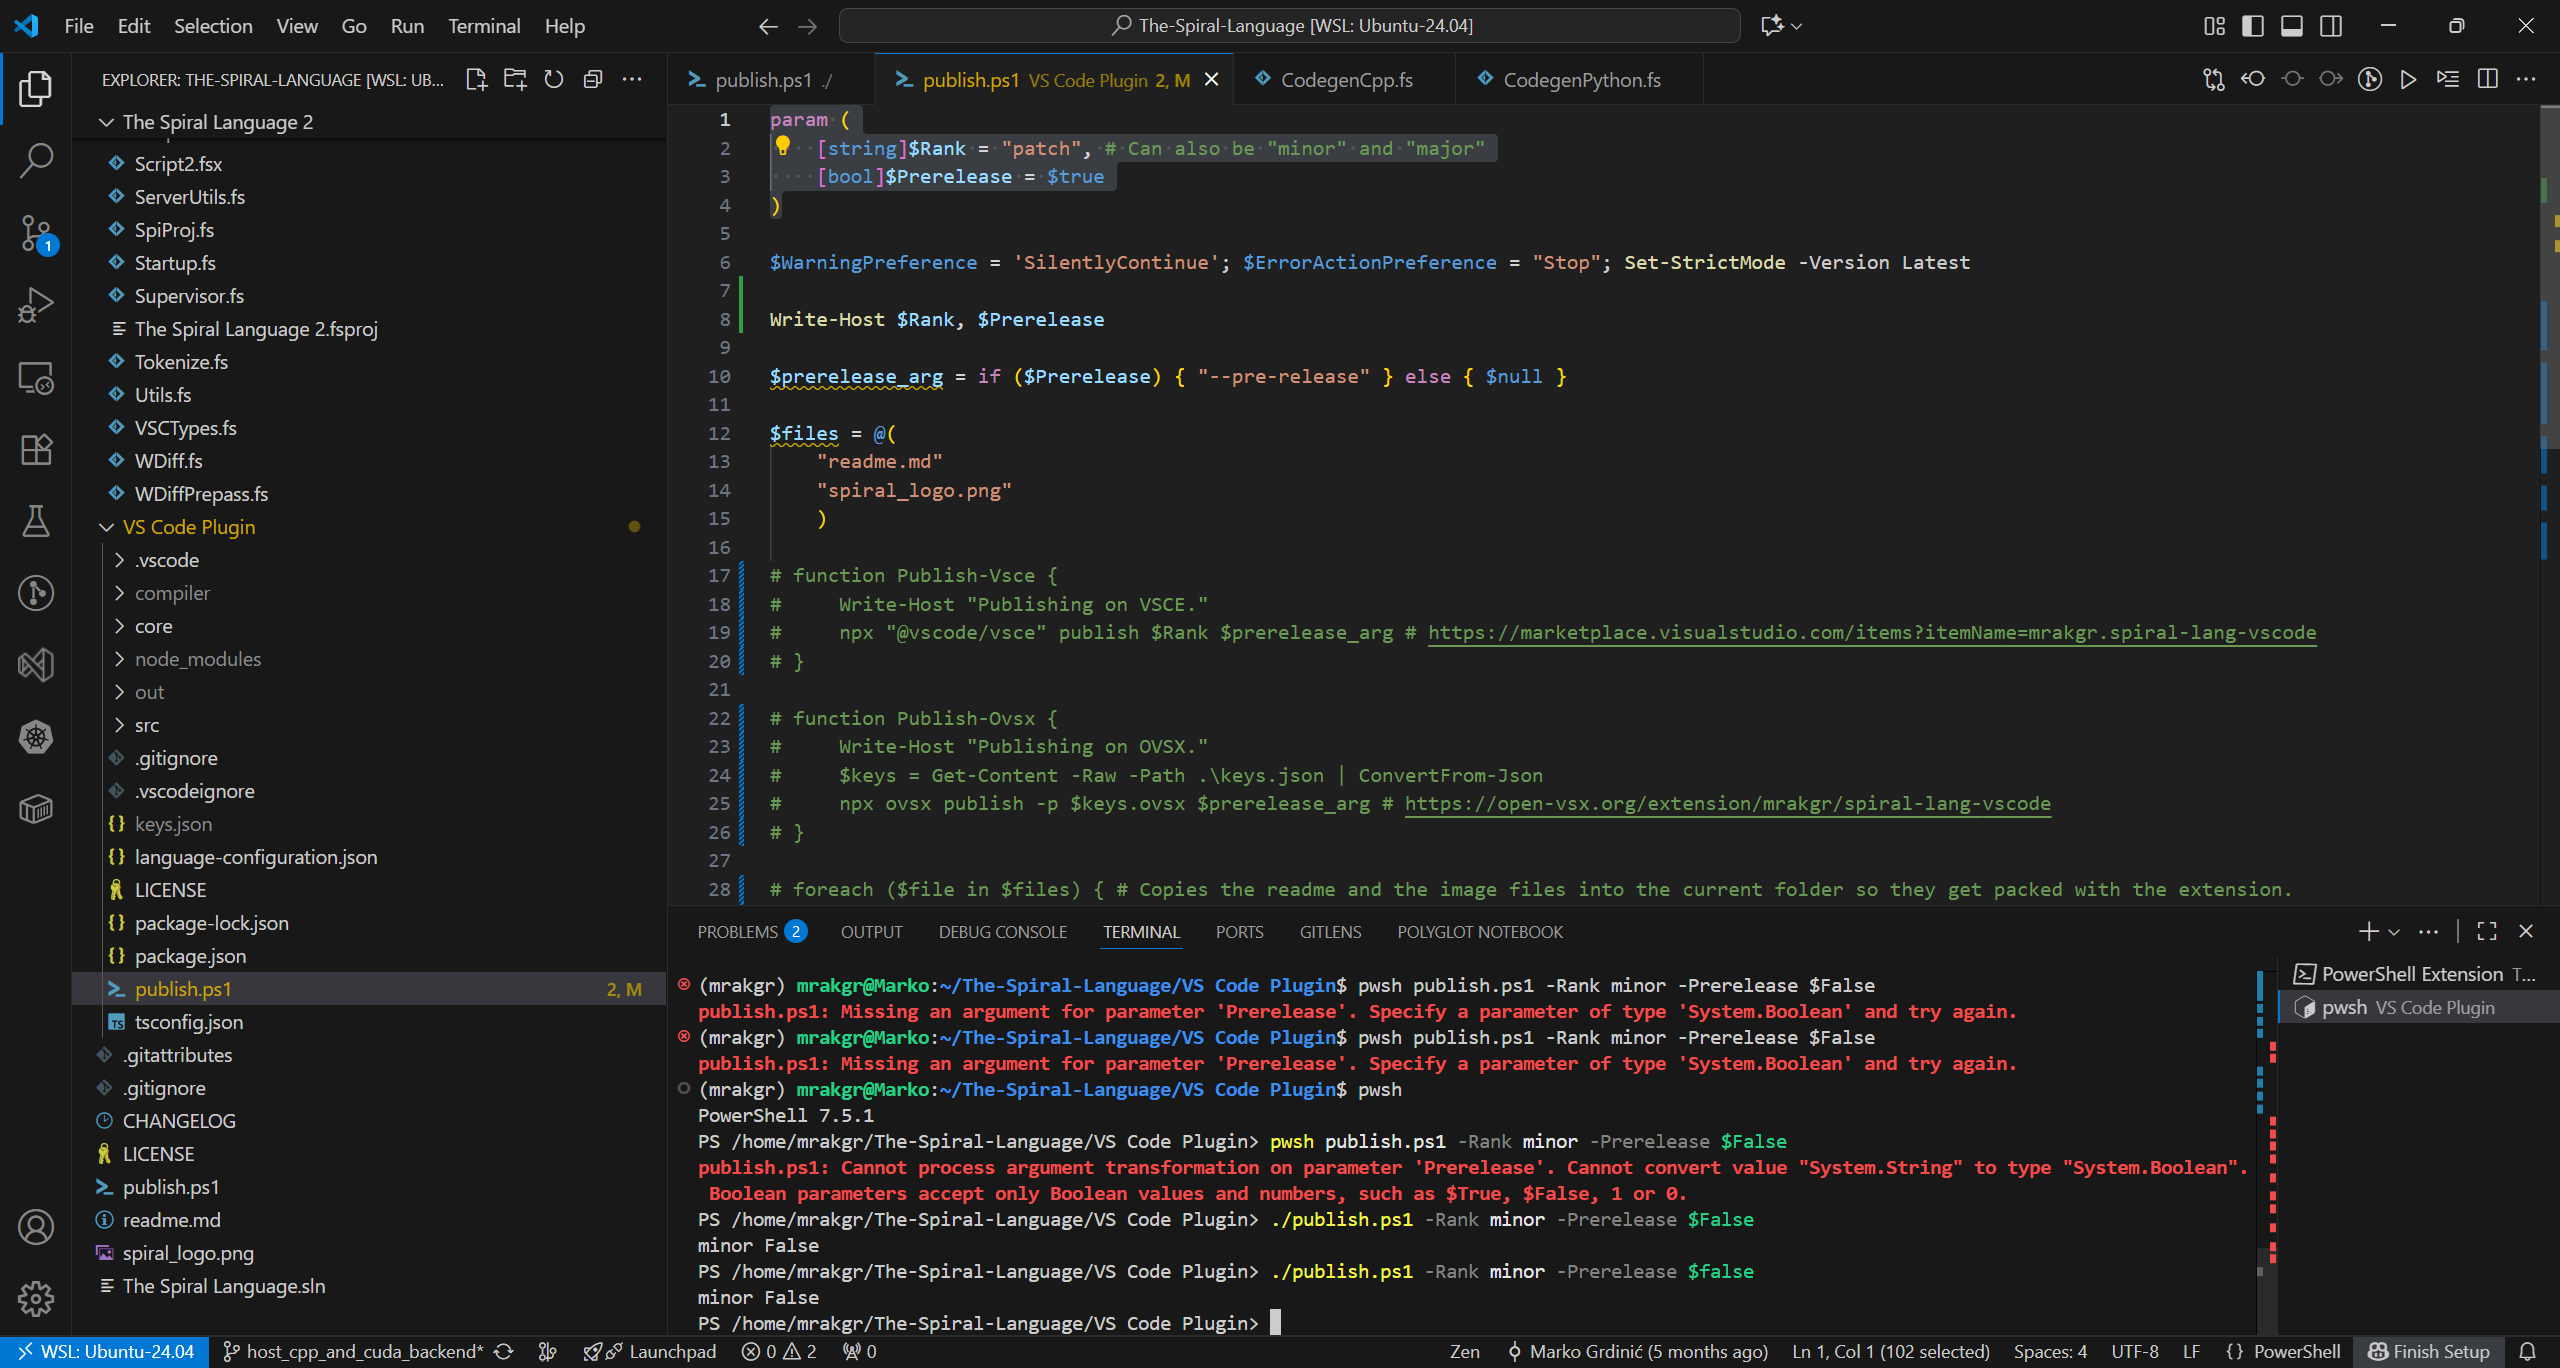 File Edit Selection View Go Run Terminal Help
The-Spiral-Language [WSL: Ubuntu-24.04]
EXPLORER: THE-SPIRAL-LANGUAGE [WSL: UB...
The Spiral Language 2
Script2.fsx
ServerUtils.fs
SpiProj.fs
Startup.fs
Supervisor.fs
The Spiral Language 2.fsproj
Tokenize.fs
Utils.fs
VSCTypes.fs
WDiff.fs
WDiffPrepass.fs
VS Code Plugin
.vscode
compiler
core
node_modules
out
src
.gitignore
.vscodeignore
keys.json
language-configuration.json
LICENSE
package-lock.json
package.json
publish.ps1 2, M
tsconfig.json
.gitattributes
.gitignore
CHANGELOG
LICENSE
publish.ps1
readme.md
spiral_logo.png
The Spiral Language.sln
1
publish.ps1 ./
publish.ps1 VS Code Plugin 2, M
CodegenCpp.fs
CodegenPython.fs
1 param (
2     [string]$Rank = "patch", # Can also be "minor" and "major"
3     [bool]$Prerelease = $true
4 )
5
6 $WarningPreference = 'SilentlyContinue'; $ErrorActionPreference = "Stop"; Set-StrictMode -Version Latest
7
8 Write-Host $Rank, $Prerelease
9
10 $prerelease_arg = if ($Prerelease) { "--pre-release" } else { $null }
11
12 $files = @(
13     "readme.md"
14     "spiral_logo.png"
15     )
16
17 # function Publish-Vsce {
18 #     Write-Host "Publishing on VSCE."
19 #     npx "@vscode/vsce" publish $Rank $prerelease_arg # https://marketplace.visualstudio.com/items?itemName=mrakgr.spiral-lang-vscode
20 # }
21
22 # function Publish-Ovsx {
23 #     Write-Host "Publishing on OVSX."
24 #     $keys = Get-Content -Raw -Path .\keys.json | ConvertFrom-Json
25 #     npx ovsx publish -p $keys.ovsx $prerelease_arg # https://open-vsx.org/extension/mrakgr/spiral-lang-vscode
26 # }
27
28 # foreach ($file in $files) { # Copies the readme and the image files into the current folder so they get packed with the extension.
PROBLEMS 2 OUTPUT DEBUG CONSOLE TERMINAL PORTS GITLENS POLYGLOT NOTEBOOK
(mrakgr) mrakgr@Marko:~/The-Spiral-Language/VS Code Plugin$ pwsh publish.ps1 -Rank minor -Prerelease $False
publish.ps1: Missing an argument for parameter 'Prerelease'. Specify a parameter of type 'System.Boolean' and try again.
(mrakgr) mrakgr@Marko:~/The-Spiral-Language/VS Code Plugin$ pwsh publish.ps1 -Rank minor -Prerelease $False
publish.ps1: Missing an argument for parameter 'Prerelease'. Specify a parameter of type 'System.Boolean' and try again.
(mrakgr) mrakgr@Marko:~/The-Spiral-Language/VS Code Plugin$ pwsh
PowerShell 7.5.1
PS /home/mrakgr/The-Spiral-Language/VS Code Plugin> pwsh publish.ps1 -Rank minor -Prerelease $False
publish.ps1: Cannot process argument transformation on parameter 'Prerelease'. Cannot convert value "System.String" to type "System.Boolean".
 Boolean parameters accept only Boolean values and numbers, such as $True, $False, 1 or 0.
PS /home/mrakgr/The-Spiral-Language/VS Code Plugin> ./publish.ps1 -Rank minor -Prerelease $False
minor False
PS /home/mrakgr/The-Spiral-Language/VS Code Plugin> ./publish.ps1 -Rank minor -Prerelease $false
minor False
PS /home/mrakgr/The-Spiral-Language/VS Code Plugin>
PowerShell Extension T...
pwsh VS Code Plugin
WSL: Ubuntu-24.04 host_cpp_and_cuda_backend* Launchpad 0 2 0 Zen Marko Grdinić (5 months ago) Ln 1, Col 1 (102 selected) Spaces: 4 UTF-8 LF {} PowerShell Finish Setup